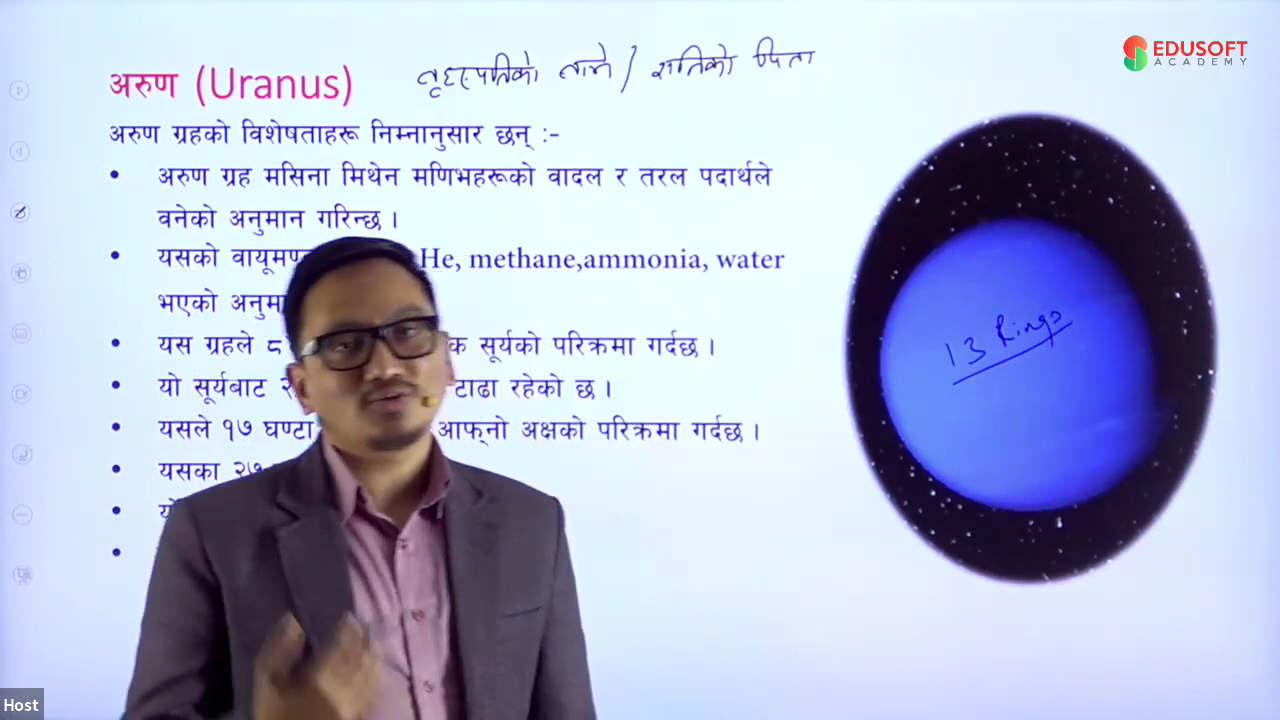 EDUSOFT
ACADEMY
अरुण (Uranus)
बृहस्पतिको / शनिको पिता
अरुण ग्रहको विशेषताहरू निम्नानुसार छन् :-
• अरुण ग्रह मसिना मिथेन मणिभहरूको वादल र तरल पदार्थले
वनेको अनुमान गरिन्छ ।
• यसको He, methane,ammonia, water
भएको
• यस ग्रहले ८ सूर्यको परिक्रमा गर्दछ ।
• यो सूर्यबाट टाढा रहेको छ ।
• यसले १७ घण्टा आफ्नो अक्षको परिक्रमा गर्दछ ।
• यसका २७
•
•
13 Rings
Host